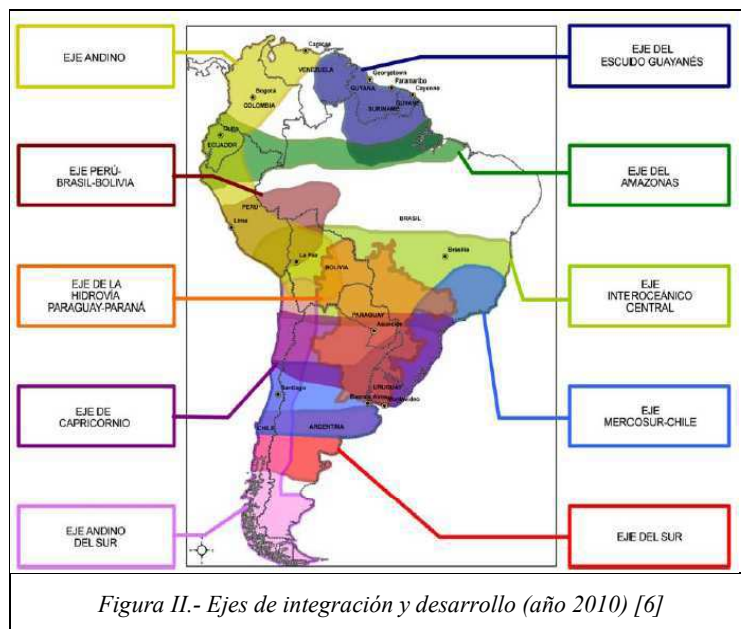 EJE ANDINO
EJE PERÚ-
BRASIL-BOLIVIA
EJE DE LA
HIDROVÍA
PARAGUAY-PARANÁ
EJE DE
CAPRICORNIO
EJE ANDINO
DEL SUR
Caracas
VENEZUELA
Georgetown
Paramaribo
GUYANA
Cayenne
SURINAME
GUYANE
Bogotá
COLOMBIA
Quito
ECUADOR
PERU
Lima
BRASIL
La Paz
Brasilia
BOLIVIA
PARAGUAY
Asunción
URUGUAY
Santiago
Buenos Aires
Montevideo
CHILE
ARGENTINA
EJE DEL
ESCUDO GUAYANÉS
EJE DEL
AMAZONAS
EJE
INTEROCEÁNICO
CENTRAL
EJE
MERCOSUR-CHILE
EJE DEL SUR
Figura II.- Ejes de integración y desarrollo (año 2010) [6]